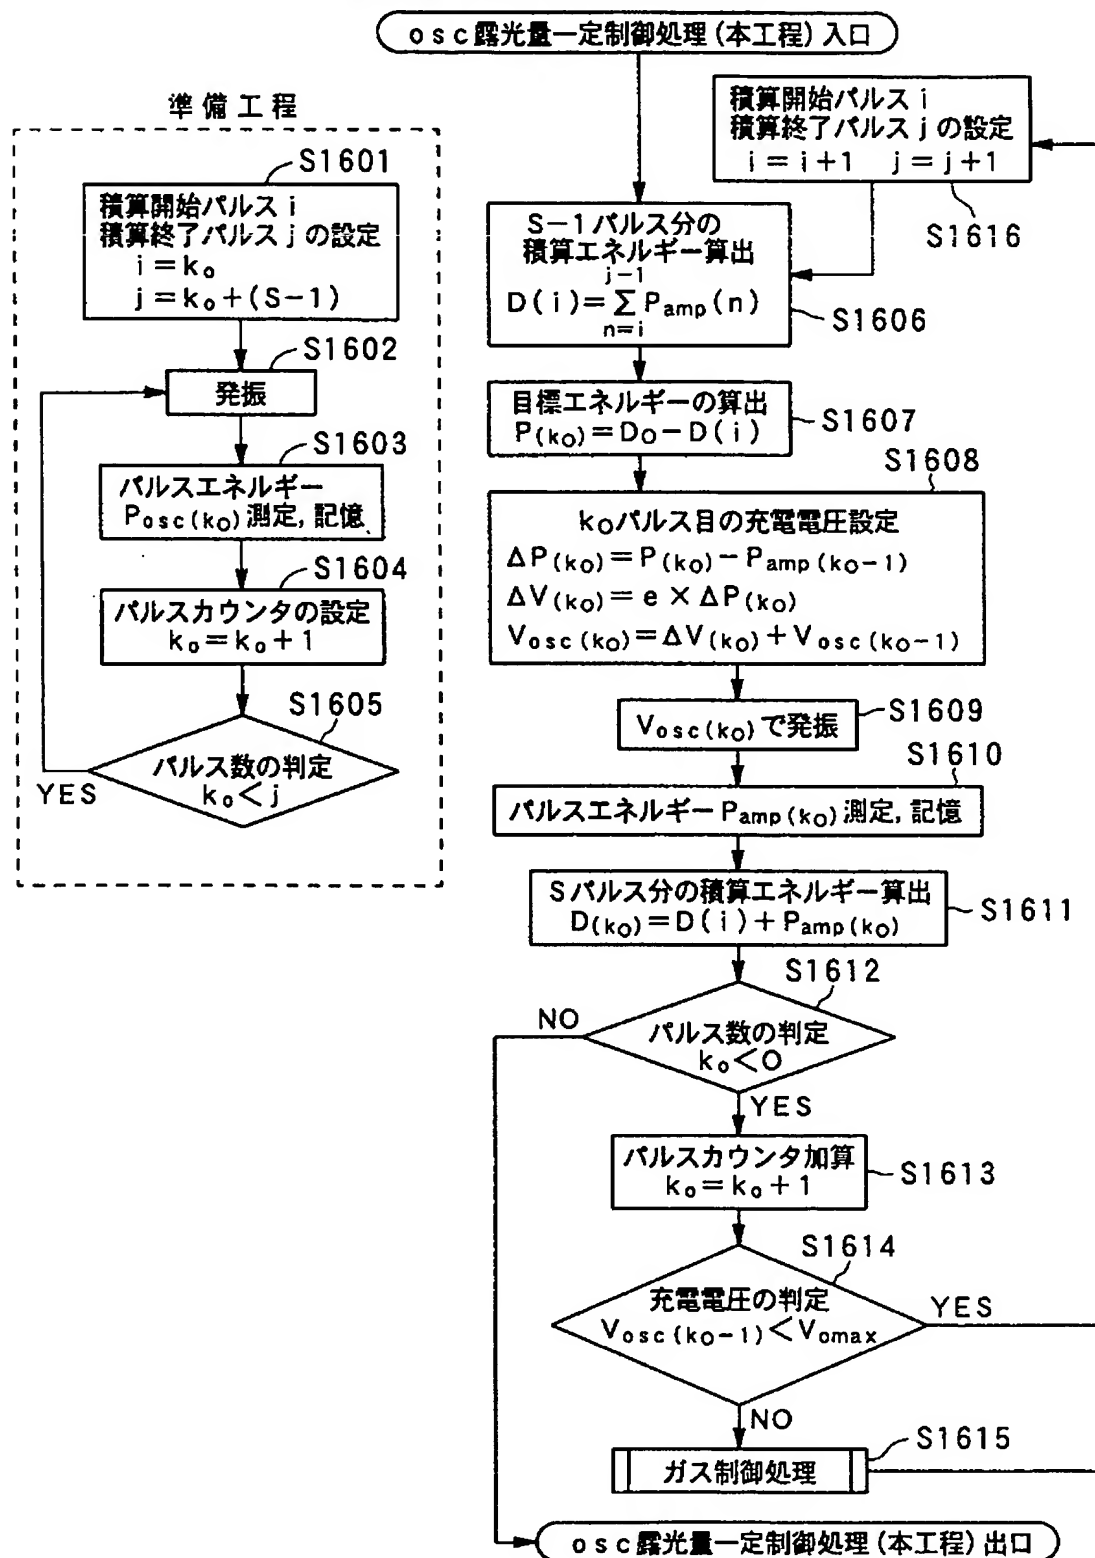 osc露光量一定制御処理(本工程)入口
準備工程
S1601
積算開始パルスi
積算終了パルスjの設定
i=k₀
j=k₀+(S-1)
S1602
発振
S1603
パルスエネルギー
Posc(k₀)測定,記憶
S1604
パルスカウンタの設定
k₀=k₀+1
S1605
パルス数の判定
k₀<j
YES
積算開始パルスi
積算終了パルスjの設定
i=i+1 j=j+1
S1616
S-1パルス分の
積算エネルギー算出
j-1
D(i)=ΣPamp(n)
n=i
S1606
目標エネルギーの算出
P(k₀)=D₀-D(i)
S1607
S1608
k₀パルス目の充電電圧設定
ΔP(k₀)=P(k₀)-Pamp(k₀-1)
ΔV(k₀)=e×ΔP(k₀)
Vosc(k₀)=ΔV(k₀)+Vosc(k₀-1)
Vosc(k₀)で発振
S1609
S1610
パルスエネルギーPamp(k₀)測定,記憶
Sパルス分の積算エネルギー算出
D(k₀)=D(i)+Pamp(k₀)
S1611
S1612
パルス数の判定
k₀<0
NO
YES
パルスカウンタ加算
k₀=k₀+1
S1613
S1614
充電電圧の判定
Vosc(k₀-1)<Vomax
YES
NO
ガス制御処理
S1615
osc露光量一定制御処理(本工程)出口